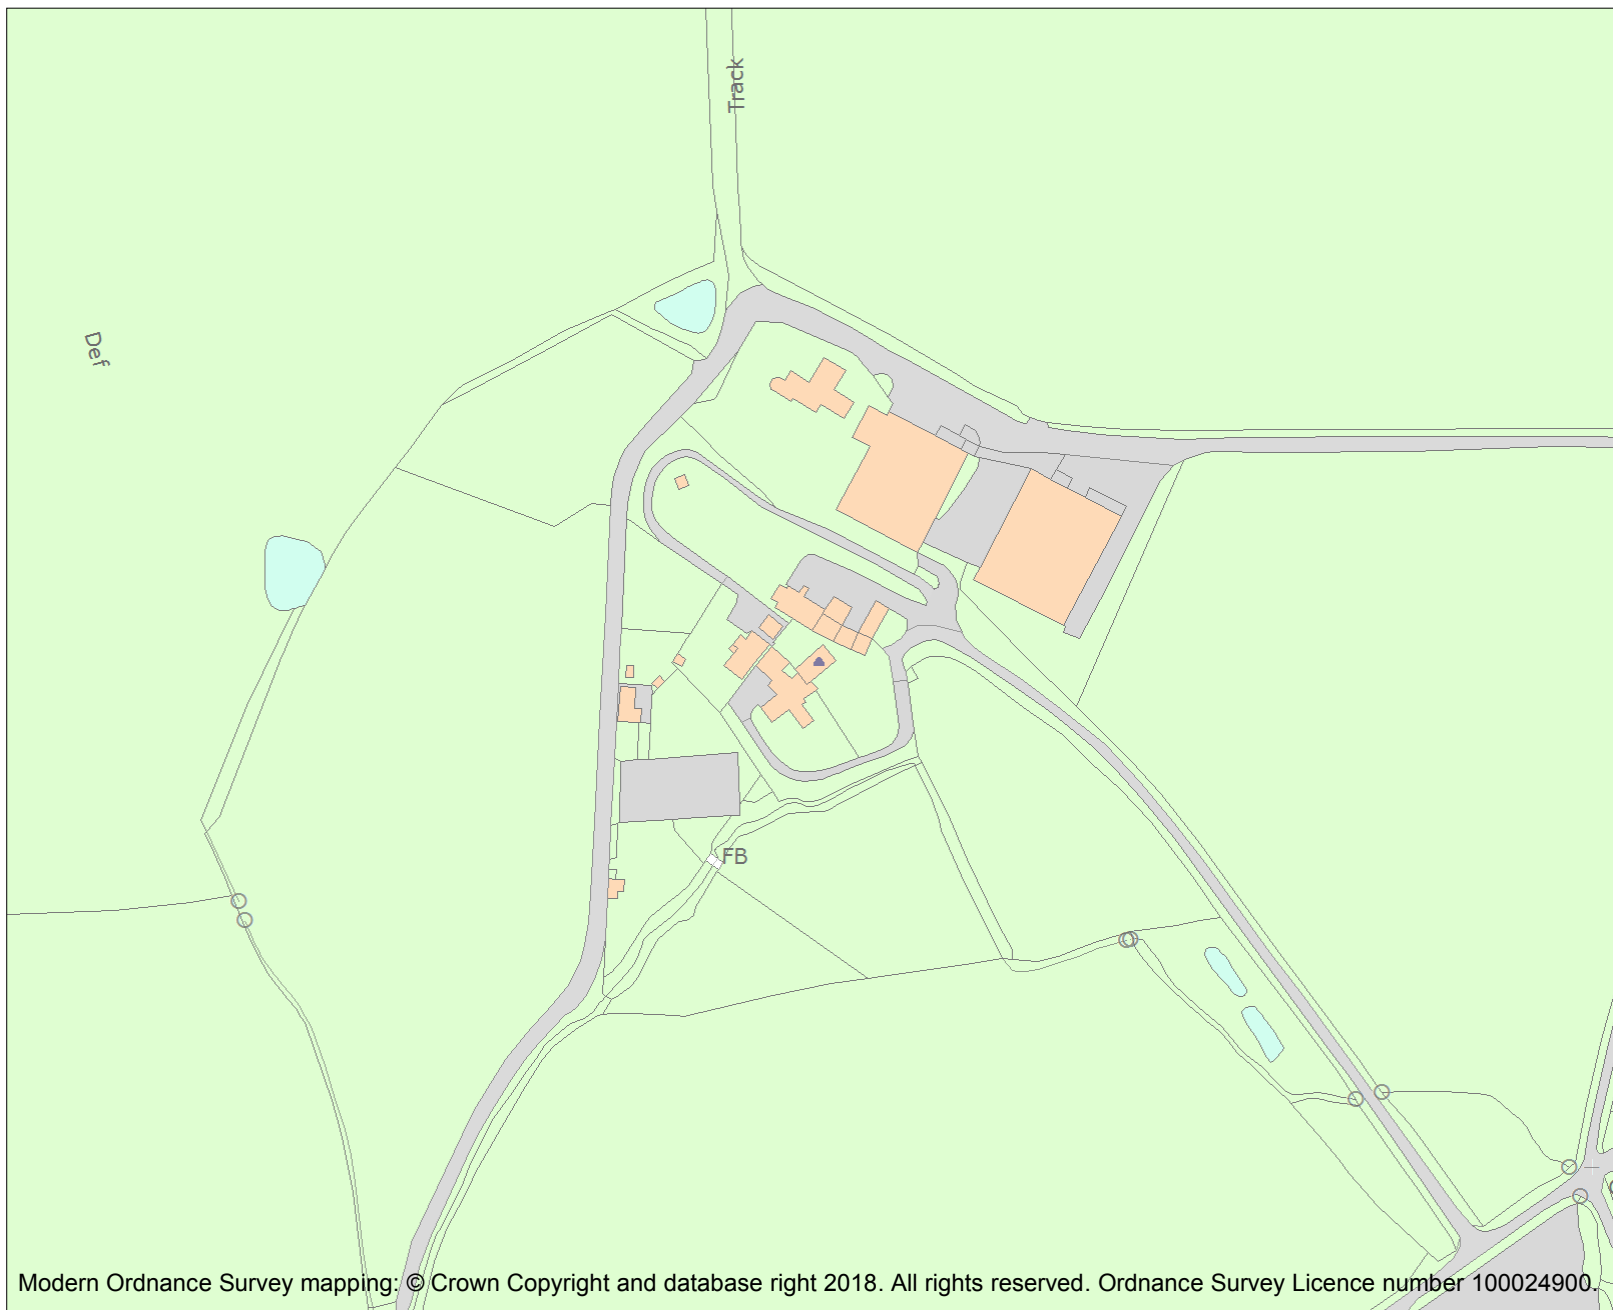 Track
Def
FB
Modern Ordnance Survey mapping: © Crown Copyright and database right 2018. All rights reserved. Ordnance Survey Licence number 100024900.